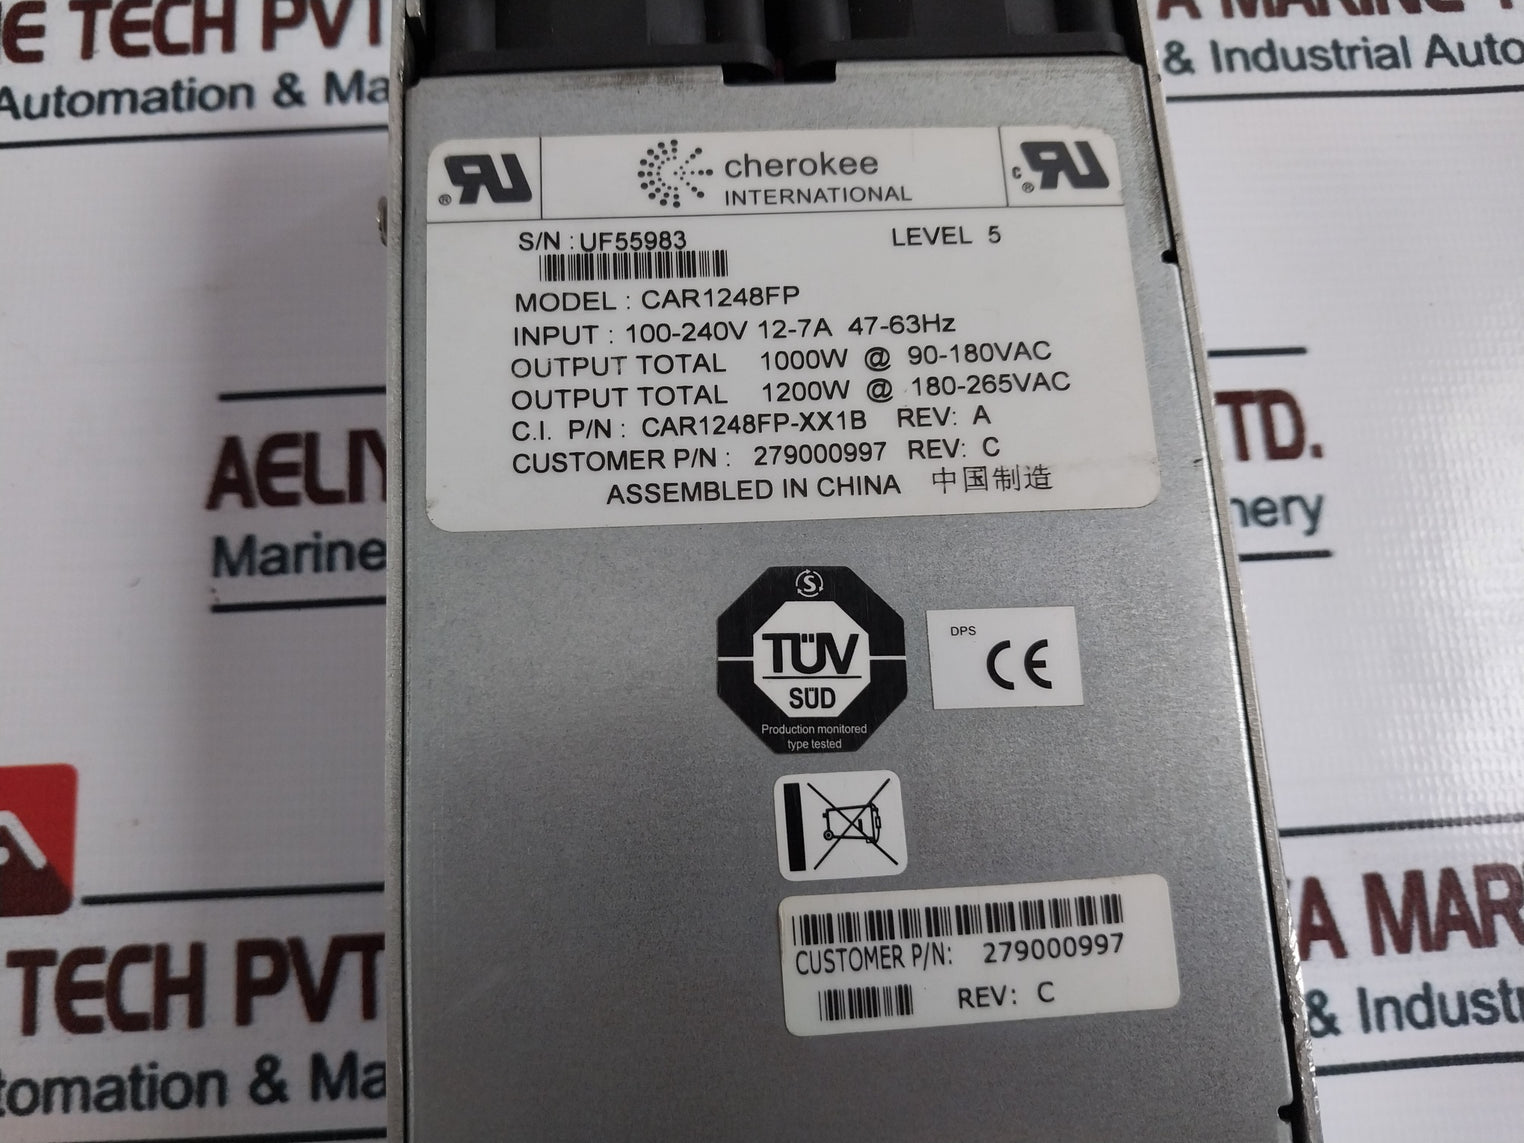 E TECH PVT
A MARINE T
Automation & Ma
& Industrial Auto
cherokee
INTERNATIONAL
S/N : UF55983
LEVEL 5
MODEL : CAR1248FP
INPUT : 100-240V 12-7A 47-63Hz
OUTPUT TOTAL 1000W @ 90-180VAC
OUTPUT TOTAL 1200W @ 180-265VAC
C.I. P/N : CAR1248FP-XX1B REV: A
CUSTOMER P/N : 279000997 REV: C
ASSEMBLED IN CHINA 中国制造
AELIY
TD.
Marine
nery
TÜV
SÜD
Production monitored
type tested
DPS
CE
CUSTOMER P/N: 279000997
REV: C
TECH PVT
A MAR
tomation & Ma
& Industr